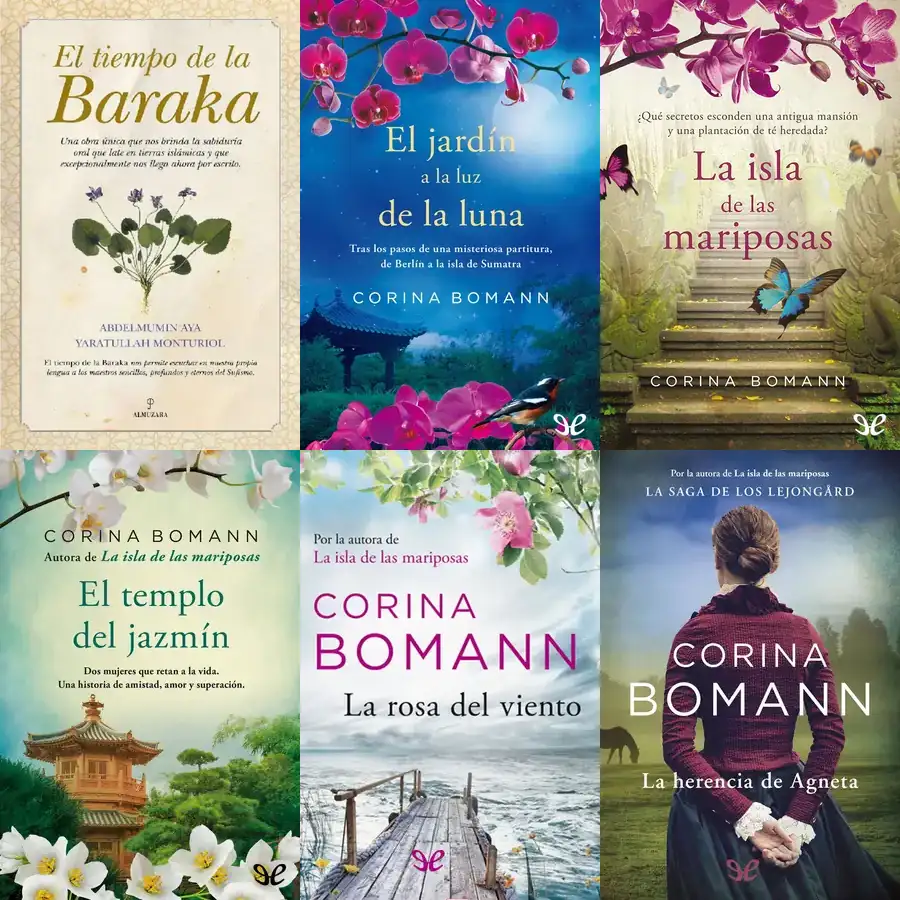 El tiempo de la
Baraka
Una obra única que nos brinda la sabiduría
oral que late en tierras islámicas y que
excepcionalmente nos llega ahora por escrito.
ABDELMUMIN AYA
YARATULLAH MONTURIOL
El tiempo de la Baraka nos permite escuchar en nuestra propia
lengua a los maestros sencillos, profundos y eternos del Sufismo.
ALMUZARA
El jardín
a la luz
de la luna
Tras los pasos de una misteriosa partitura,
de Berlín a la isla de Sumatra
CORINA BOMANN
¿Qué secretos esconden una antigua mansión
y una plantación de té heredada?
La isla
de las
mariposas
CORINA BOMANN
CORINA BOMANN
Autora de La isla de las mariposas
El templo
del jazmín
Dos mujeres que retan a la vida.
Una historia de amistad, amor y superación.
Por la autora de
La isla de las mariposas
CORINA
BOMANN
La rosa del viento
Por la autora de La isla de las mariposas
LA SAGA DE LOS LEJONGÅRD
CORINA
BOMANN
La herencia de Agneta